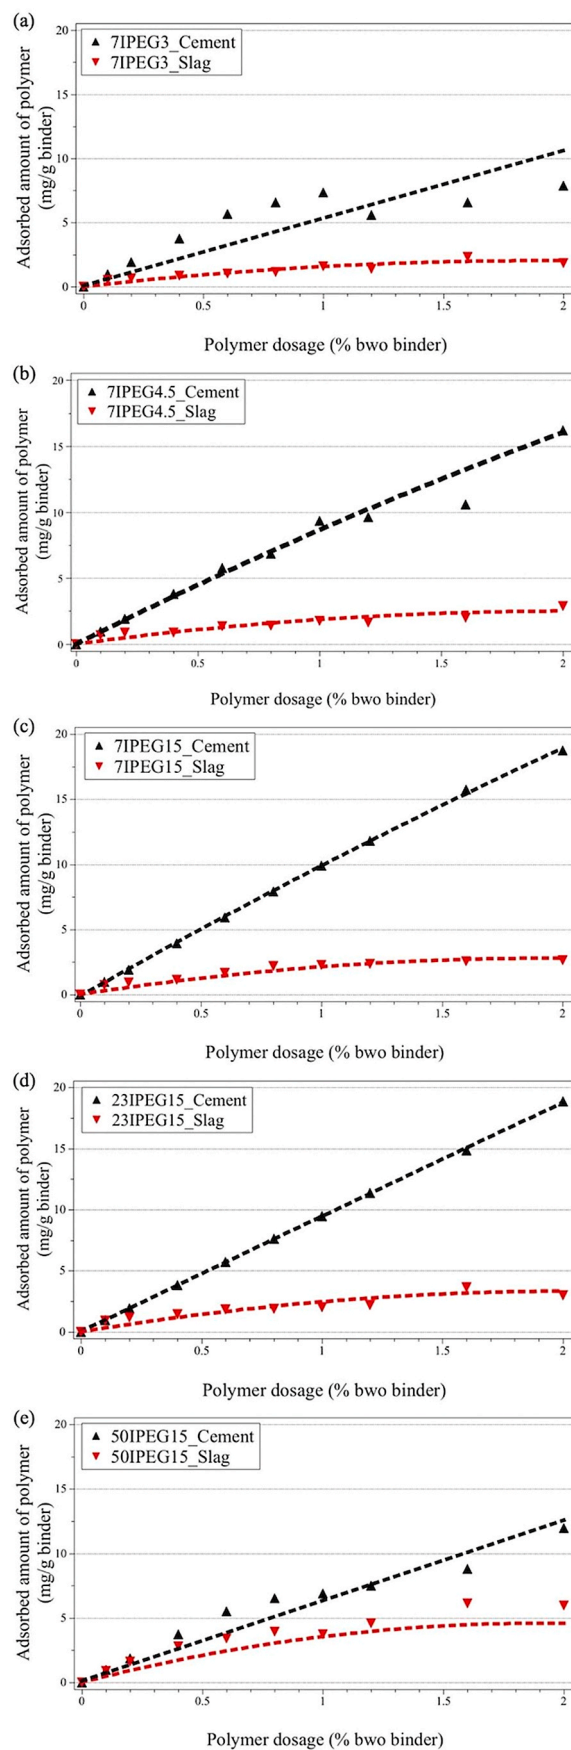 (a)
20
7IPEG3_Cement
7IPEG3_Slag
15
10
5
0
Adsorbed amount of polymer
(mg/g binder)
0 0.5 1 1.5 2
Polymer dosage (% bwo binder)
(b)
20
7IPEG4.5_Cement
7IPEG4.5_Slag
15
10
5
0
Adsorbed amount of polymer
(mg/g binder)
0 0.5 1 1.5 2
Polymer dosage (% bwo binder)
(c)
20
7IPEG15_Cement
7IPEG15_Slag
15
10
5
0
Adsorbed amount of polymer
(mg/g binder)
0 0.5 1 1.5 2
Polymer dosage (% bwo binder)
(d)
20
23IPEG15_Cement
23IPEG15_Slag
15
10
5
0
Adsorbed amount of polymer
(mg/g binder)
0 0.5 1 1.5 2
Polymer dosage (% bwo binder)
(e)
20
50IPEG15_Cement
50IPEG15_Slag
15
10
5
0
Adsorbed amount of polymer
(mg/g binder)
0 0.5 1 1.5 2
Polymer dosage (% bwo binder)